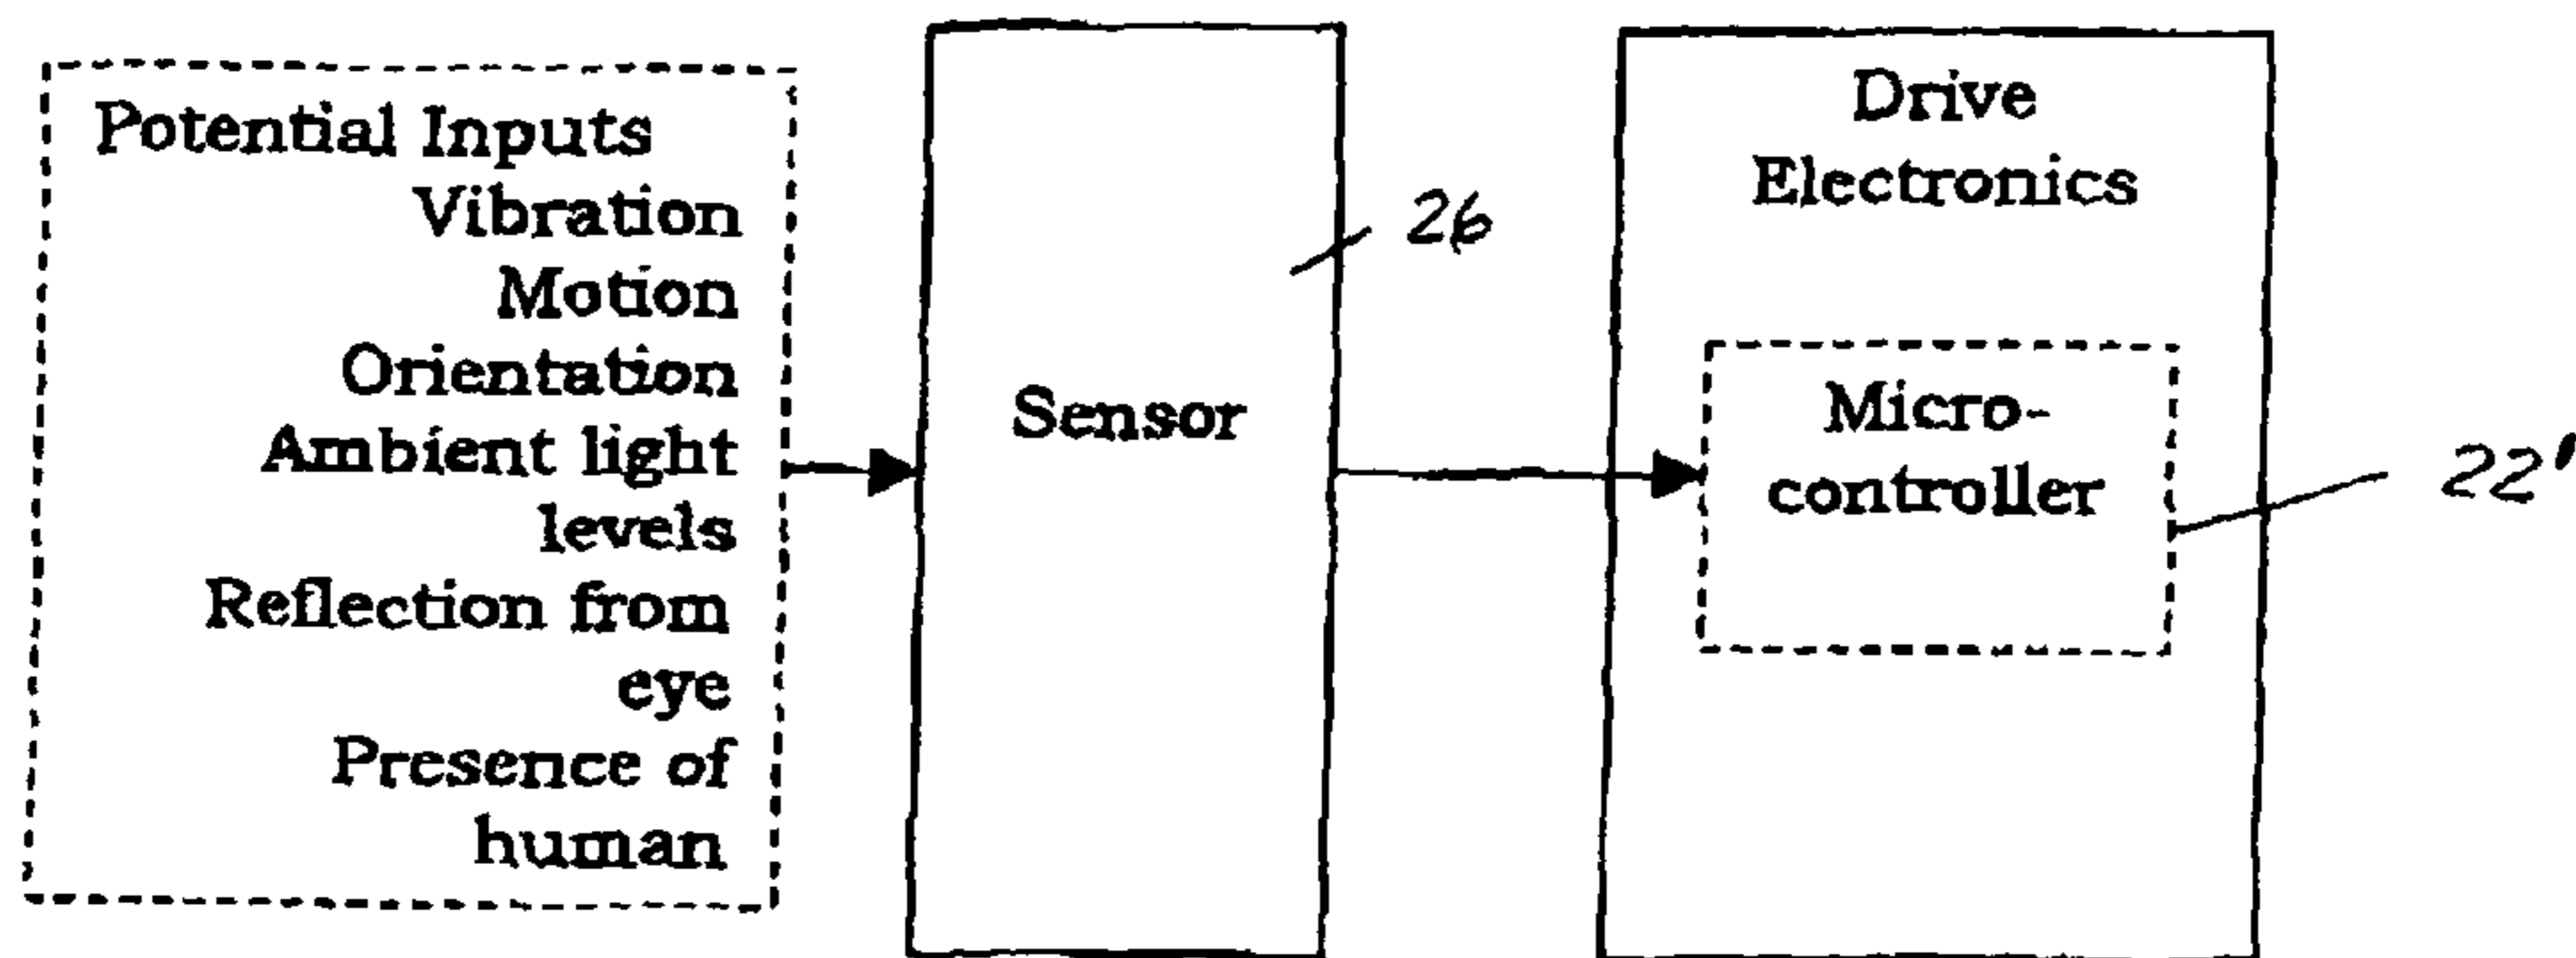 Potential Inputs
Vibration
Motion
Orientation
Ambient light
levels
Reflection from
eye
Presence of
human
Sensor
26
Drive
Electronics
Micro-
controller
22'